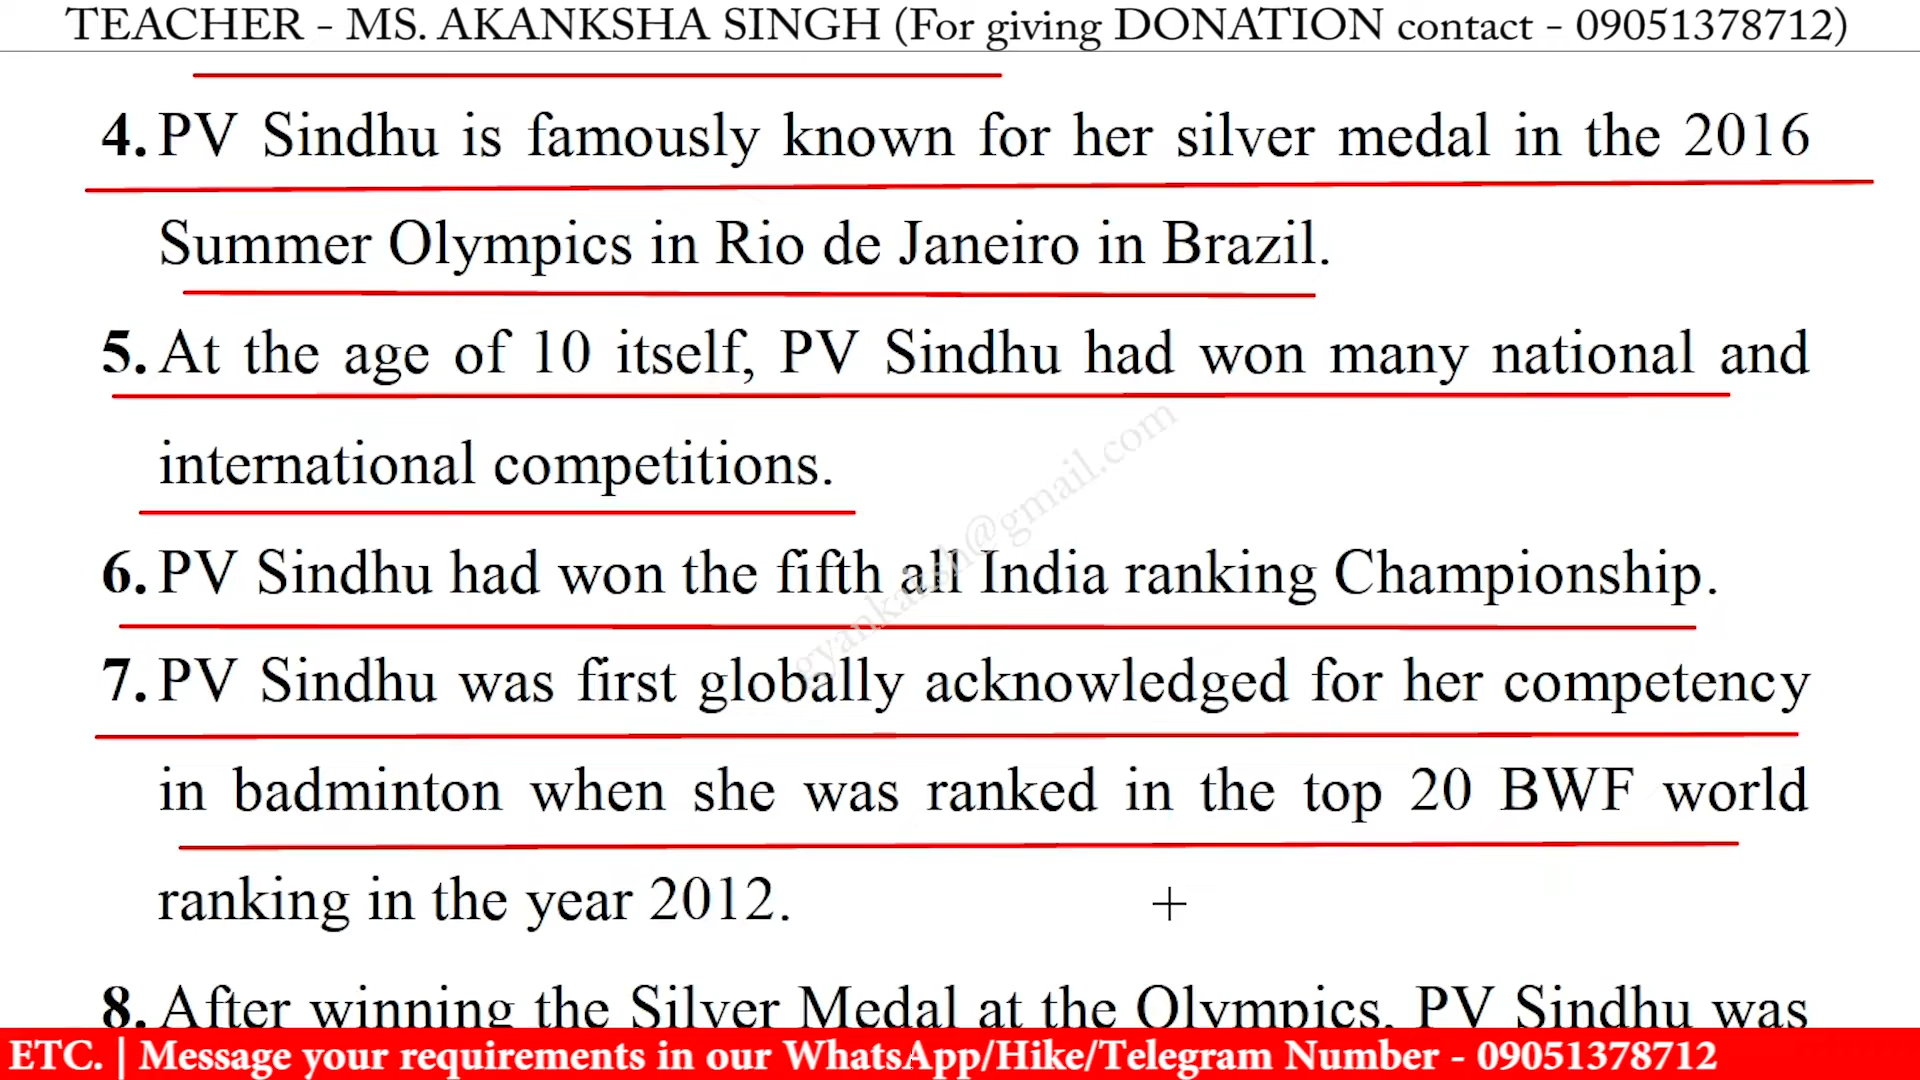 TEACHER - MS. AKANKSHA SINGH (For giving DONATION contact - 09051378712)
4. PV Sindhu is famously known for her silver medal in the 2016
Summer Olympics in Rio de Janeiro in Brazil.
5. At the age of 10 itself, PV Sindhu had won many national and
international competitions.
gyankaksh@gmail.com
6. PV Sindhu had won the fifth all India ranking Championship.
7. PV Sindhu was first globally acknowledged for her competency
in badminton when she was ranked in the top 20 BWF world
ranking in the year 2012.
8. After winning the Silver Medal at the Olympics, PV Sindhu was
ETC. | Message your requirements in our WhatsApp/Hike/Telegram Number - 09051378712